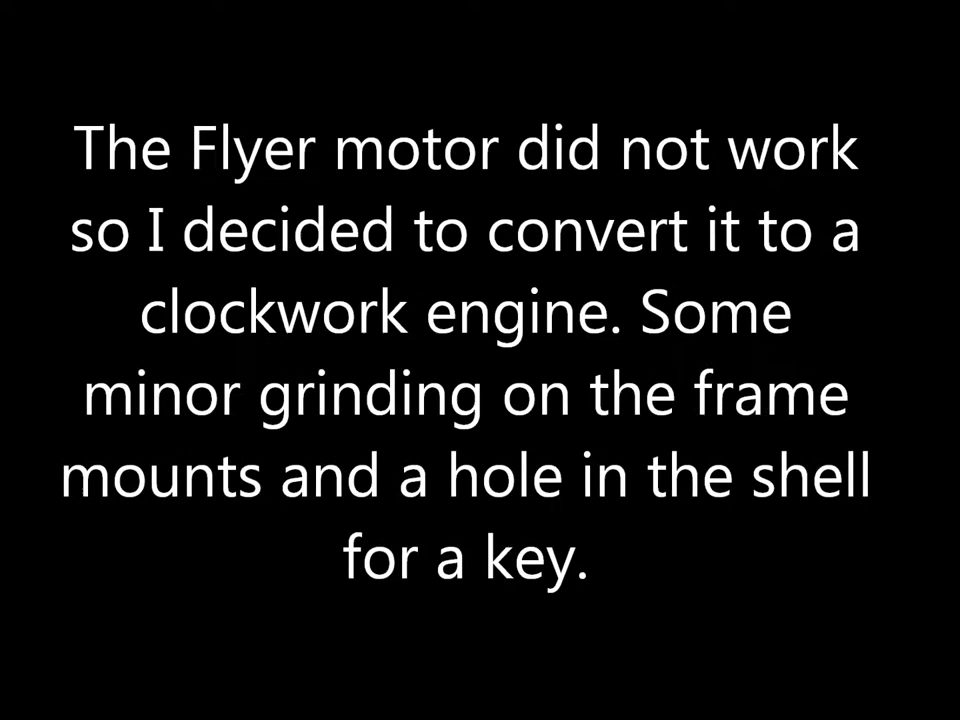 The Flyer motor did not work
so I decided to convert it to a
clockwork engine. Some
minor grinding on the frame
mounts and a hole in the shell
for a key.